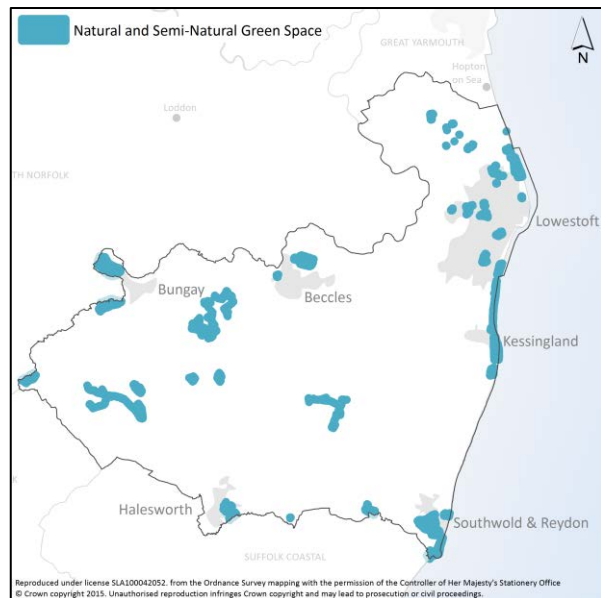 Natural and Semi-Natural Green Space
GREAT YARMOUTH
N
Hopton
on Sea
Loddon
TH NORFOLK
Lowestoft
Bungay
Beccles
Kessingland
Halesworth
Southwold & Reydon
SUFFOLK COASTAL
Reproduced under license SLA100042052. from the Ordnance Survey mapping with the permission of the Controller of Her Majesty's Stationery Office
© Crown copyright 2015. Unauthorised reproduction infringes Crown copyright and may lead to prosecution or civil proceedings.